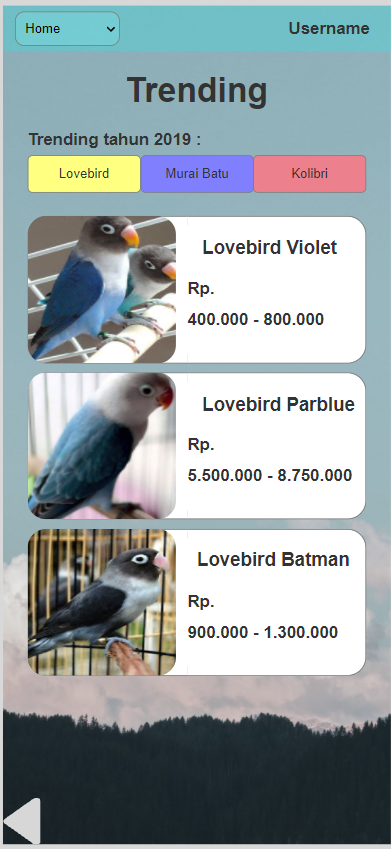 Home
Username
Trending
Trending tahun 2019 :
Lovebird
Murai Batu
Kolibri
Lovebird Violet
Rp.
400.000 - 800.000
Lovebird Parblue
Rp.
5.500.000 - 8.750.000
Lovebird Batman
Rp.
900.000 - 1.300.000